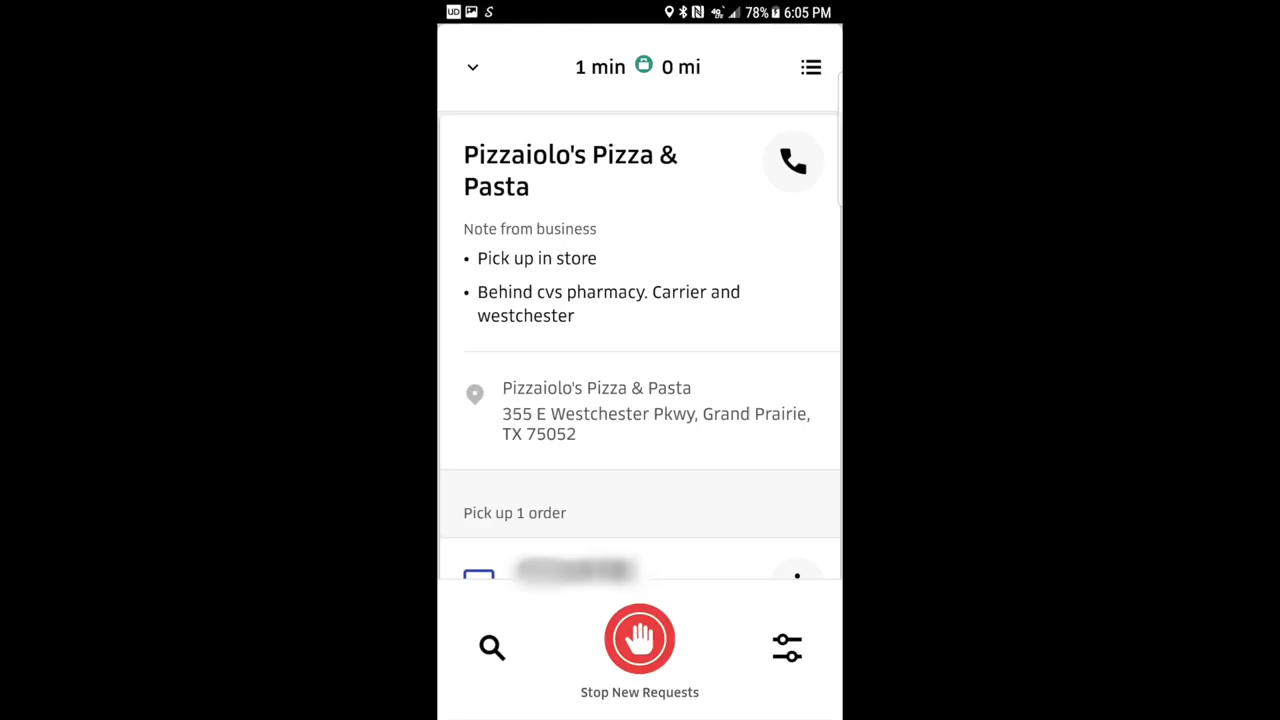 UD S 4G 78% 6:05 PM
1 min 0 mi
Pizzaiolo's Pizza &
Pasta
Note from business
• Pick up in store
• Behind cvs pharmacy. Carrier and
westchester
Pizzaiolo's Pizza & Pasta
355 E Westchester Pkwy, Grand Prairie,
TX 75052
Pick up 1 order
Stop New Requests